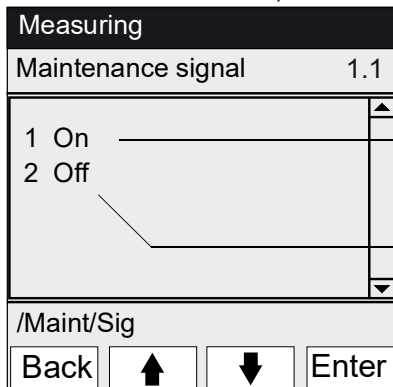 Measuring
Maintenance signal 1.1
1 On
2 Off
/Maint/Sig
Back Enter